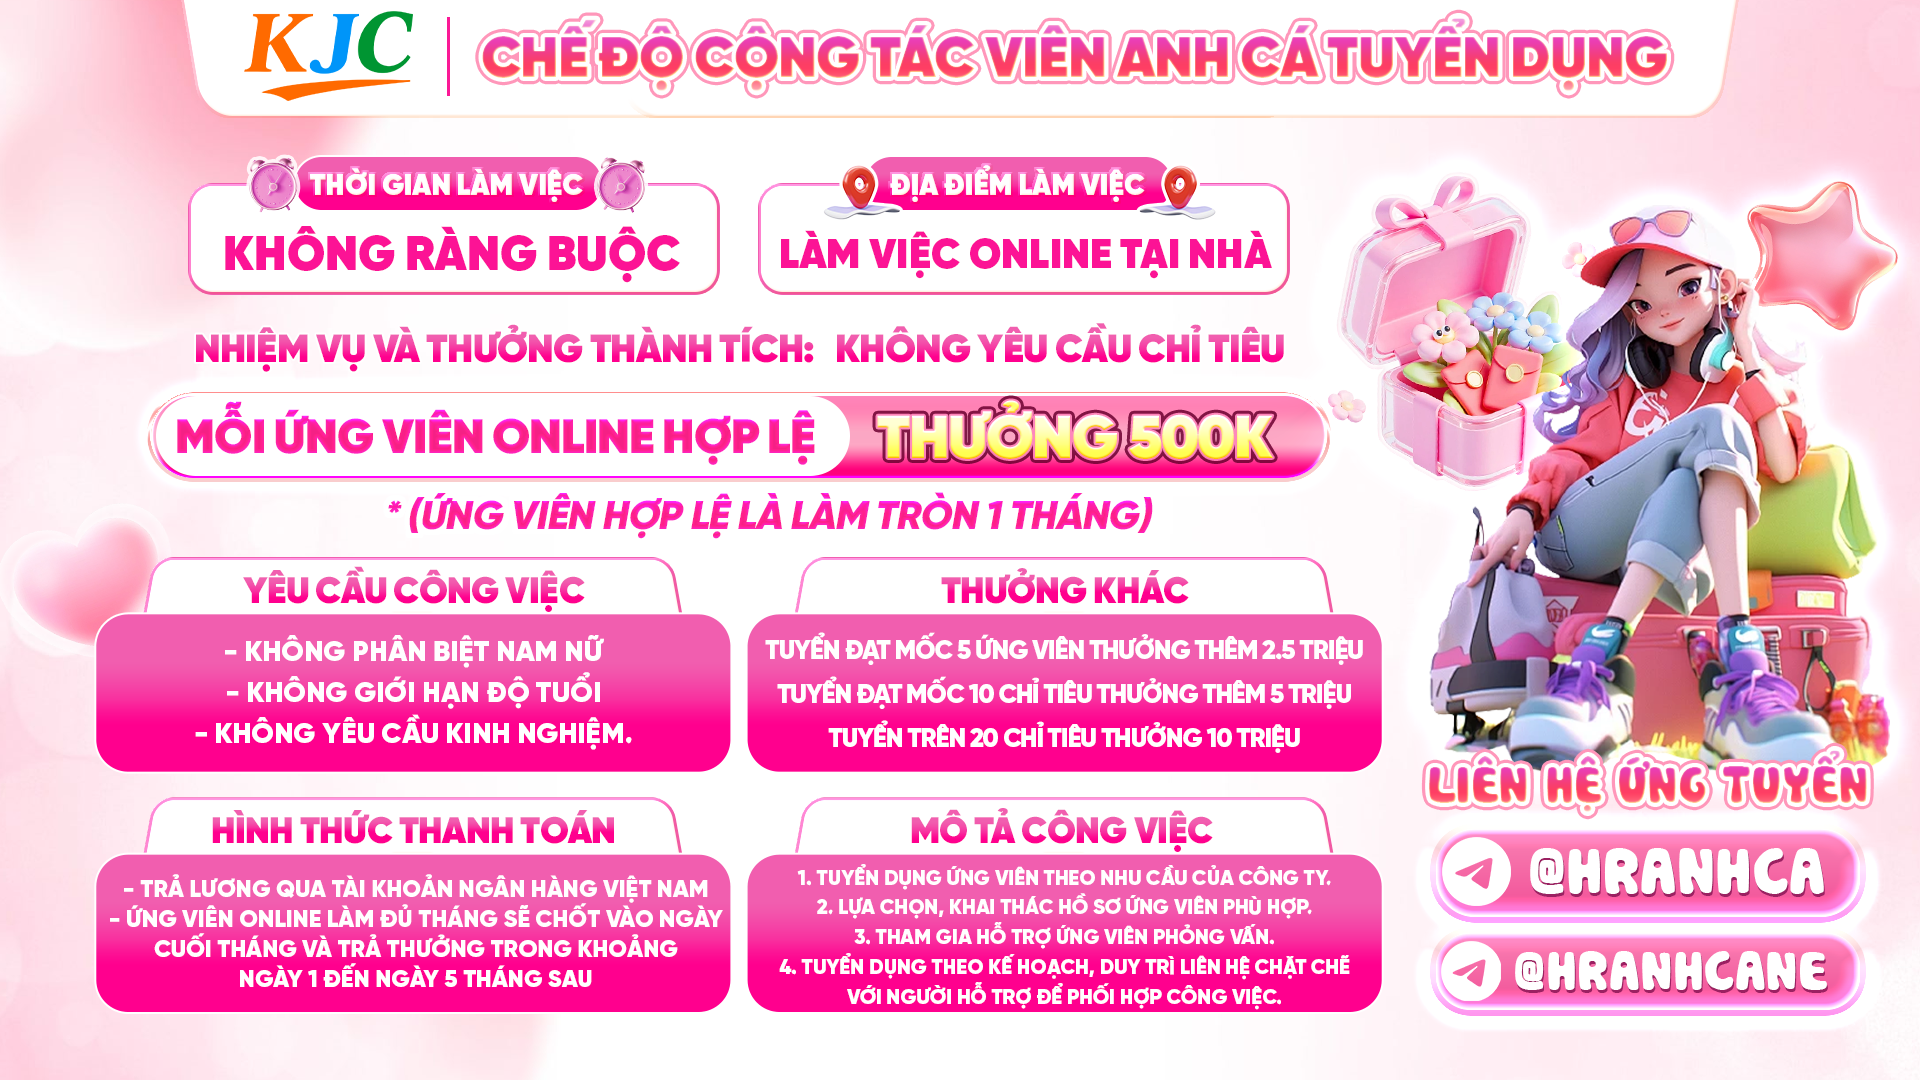 KJC
CHẾ ĐỘ CỘNG TÁC VIÊN ANH CÁ TUYỂN DỤNG
THỜI GIAN LÀM VIỆC
KHÔNG RÀNG BUỘC
ĐỊA ĐIỂM LÀM VIỆC
LÀM VIỆC ONLINE TẠI NHÀ
NHIỆM VỤ VÀ THƯỞNG THÀNH TÍCH: KHÔNG YÊU CẦU CHỈ TIÊU
MỖI ỨNG VIÊN ONLINE HỢP LỆ THƯỞNG 500K
* (ỨNG VIÊN HỢP LỆ LÀ LÀM TRÒN 1 THÁNG)
YÊU CẦU CÔNG VIỆC
- KHÔNG PHÂN BIỆT NAM NỮ
- KHÔNG GIỚI HẠN ĐỘ TUỔI
- KHÔNG YÊU CẦU KINH NGHIỆM.
THƯỞNG KHÁC
TUYỂN ĐẠT MỐC 5 ỨNG VIÊN THƯỞNG THÊM 2.5 TRIỆU
TUYỂN ĐẠT MỐC 10 CHỈ TIÊU THƯỞNG THÊM 5 TRIỆU
TUYỂN TRÊN 20 CHỈ TIÊU THƯỞNG 10 TRIỆU
HÌNH THỨC THANH TOÁN
- TRẢ LƯƠNG QUA TÀI KHOẢN NGÂN HÀNG VIỆT NAM
- ỨNG VIÊN ONLINE LÀM ĐỦ THÁNG SẼ CHỐT VÀO NGÀY
CUỐI THÁNG VÀ TRẢ THƯỞNG TRONG KHOẢNG
NGÀY 1 ĐẾN NGÀY 5 THÁNG SAU
MÔ TẢ CÔNG VIỆC
1. TUYỂN DỤNG ỨNG VIÊN THEO NHU CẦU CỦA CÔNG TY.
2. LỰA CHỌN, KHAI THÁC HỒ SƠ ỨNG VIÊN PHÙ HỢP.
3. THAM GIA HỖ TRỢ ỨNG VIÊN PHỎNG VẤN.
4. TUYỂN DỤNG THEO KẾ HOẠCH, DUY TRÌ LIÊN HỆ CHẶT CHẼ
VỚI NGƯỜI HỖ TRỢ ĐỂ PHỐI HỢP CÔNG VIỆC.
LIÊN HỆ ỨNG TUYỂN
@HRANHCA
@HRANHCANE